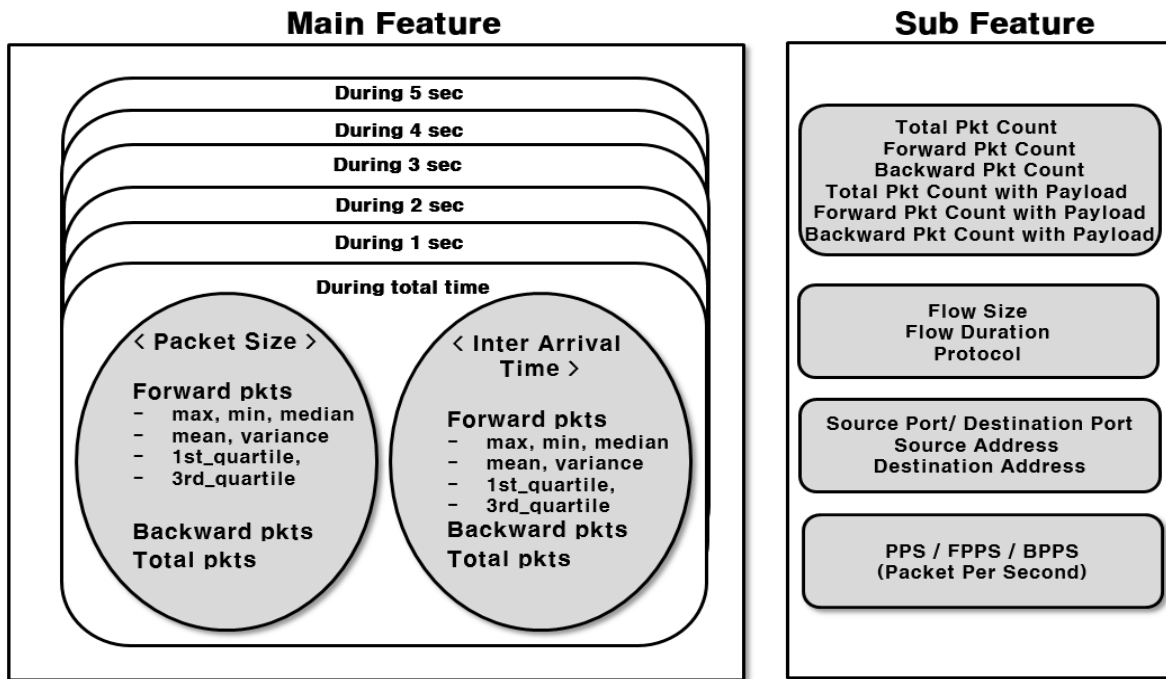 Main Feature
During 5 sec
During 4 sec
During 3 sec
During 2 sec
During 1 sec
During total time
< Packet Size >
Forward pkts
- max, min, median
- mean, variance
- 1st_quartile,
- 3rd_quartile
Backward pkts
Total pkts
< Inter Arrival
Time >
Forward pkts
- max, min, median
- mean, variance
- 1st_quartile,
- 3rd_quartile
Backward pkts
Total pkts
Sub Feature
Total Pkt Count
Forward Pkt Count
Backward Pkt Count
Total Pkt Count with Payload
Forward Pkt Count with Payload
Backward Pkt Count with Payload
Flow Size
Flow Duration
Protocol
Source Port/ Destination Port
Source Address
Destination Address
PPS / FPPS / BPPS
(Packet Per Second)